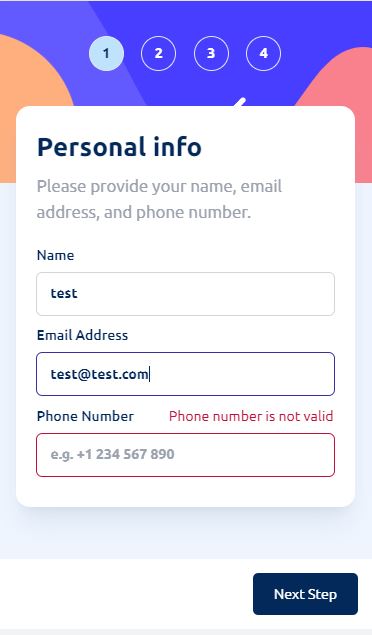 1 2 3 4
Personal info
Please provide your name, email
address, and phone number.
Name
test
Email Address
test@test.com
Phone Number Phone number is not valid
e.g. +1 234 567 890
Next Step